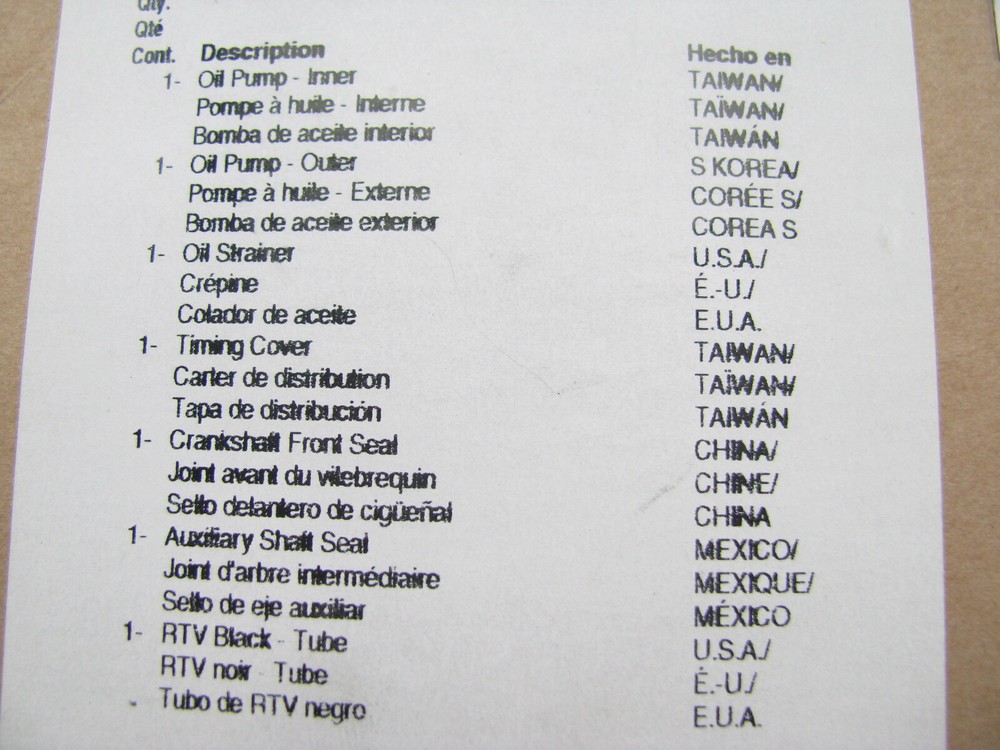 Qty.
Qté
Cont. Description Hecho en
1- Oil Pump - Inner TAIWAN/
Pompe à huile - Interne TAÏWAN/
Bomba de aceite interior TAIWÁN
1- Oil Pump - Outer S KOREA/
Pompe à huile - Externe CORÉE S/
Bomba de aceite exterior COREA S
1- Oil Strainer U.S.A./
Crépine É.-U./
Colador de aceite E.U.A.
1- Timing Cover TAIWAN/
Carter de distribution TAÏWAN/
Tapa de distribución TAIWÁN
1- Crankshaft Front Seal CHINA/
Joint avant du vilebrequin CHINE/
Sello delantero de cigüeñal CHINA
1- Auxiliary Shaft Seal MEXICO/
Joint d'arbre intermédiaire MEXIQUE/
Sello de eje auxiliar MÉXICO
1- RTV Black - Tube U.S.A./
RTV noir - Tube É.-U./
Tubo de RTV negro E.U.A.